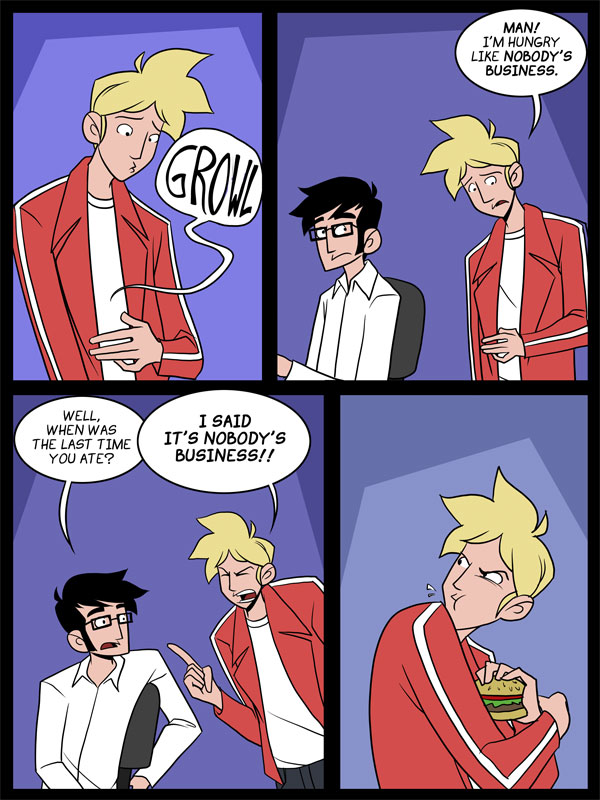 GROWL
MAN!
I'M HUNGRY
LIKE NOBODY'S
BUSINESS.
WELL,
WHEN WAS
THE LAST TIME
YOU ATE?
I SAID
IT'S NOBODY'S
BUSINESS!!